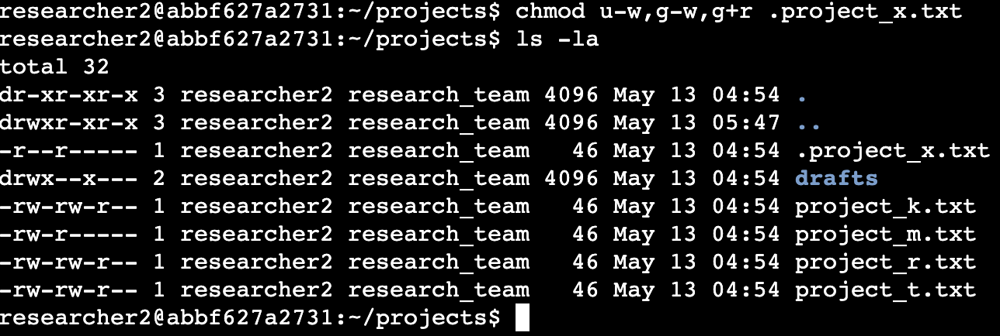 researcher2@abbf627a2731:~/projects$ chmod u-w,g-w,g+r .project_x.txt
researcher2@abbf627a2731:~/projects$ ls -la
total 32
dr-xr-xr-x 3 researcher2 research_team 4096 May 13 04:54 .
drwxr-xr-x 3 researcher2 research_team 4096 May 13 05:47 ..
-r--r----- 1 researcher2 research_team   46 May 13 04:54 .project_x.txt
drwx--x--- 2 researcher2 research_team 4096 May 13 04:54 drafts
-rw-rw-r-- 1 researcher2 research_team   46 May 13 04:54 project_k.txt
-rw-r----- 1 researcher2 research_team   46 May 13 04:54 project_m.txt
-rw-rw-r-- 1 researcher2 research_team   46 May 13 04:54 project_r.txt
-rw-rw-r-- 1 researcher2 research_team   46 May 13 04:54 project_t.txt
researcher2@abbf627a2731:~/projects$